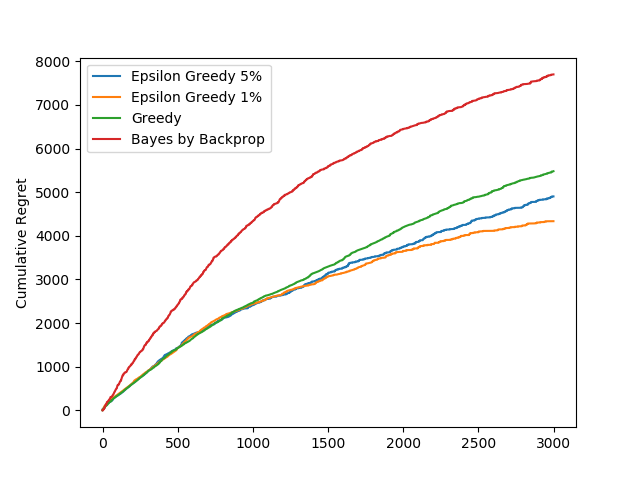 8000
7000
6000
5000
4000
3000
2000
1000
0
Cumulative Regret
Epsilon Greedy 5%
Epsilon Greedy 1%
Greedy
Bayes by Backprop
0 500 1000 1500 2000 2500 3000